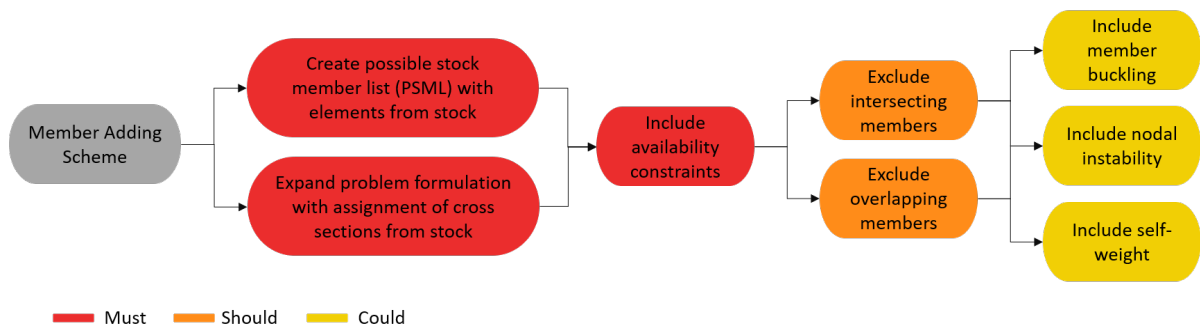 Member Adding
Scheme
Create possible stock
member list (PSML) with
elements from stock
Expand problem formulation
with assignment of cross
sections from stock
Include
availability
constraints
Exclude
intersecting
members
Exclude
overlapping
members
Include
member
buckling
Include nodal
instability
Include self-
weight
Must
Should
Could